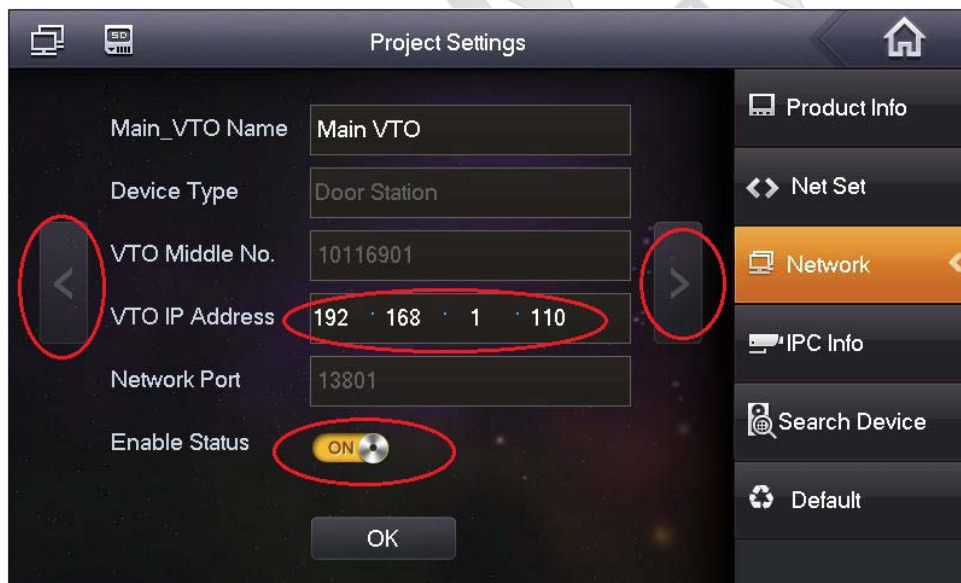 SD
Project Settings
Main_VTO Name
Main VTO
Device Type
Door Station
VTO Middle No.
10116901
VTO IP Address
192 . 168 . 1 . 110
Network Port
13801
Enable Status
ON
OK
Product Info
Net Set
Network
IPC Info
Search Device
Default